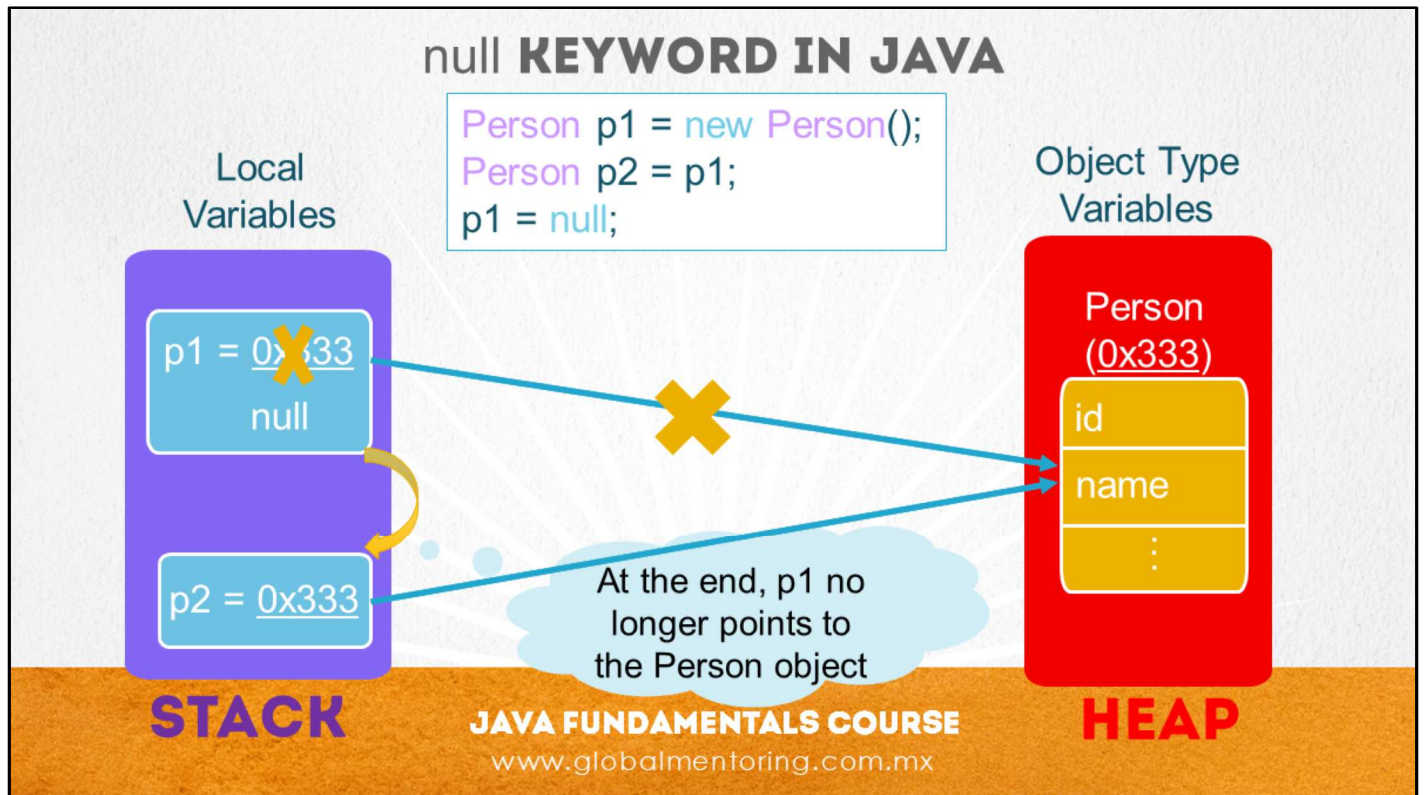 null KEYWORD IN JAVA
Person p1 = new Person();
Person p2 = p1;
p1 = null;
Local
Variables
Object Type
Variables
p1 = 0x333
null
p2 = 0x333
Person
(0x333)
id
name
⋮
At the end, p1 no
longer points to
the Person object
STACK
HEAP
JAVA FUNDAMENTALS COURSE
www.globalmentoring.com.mx